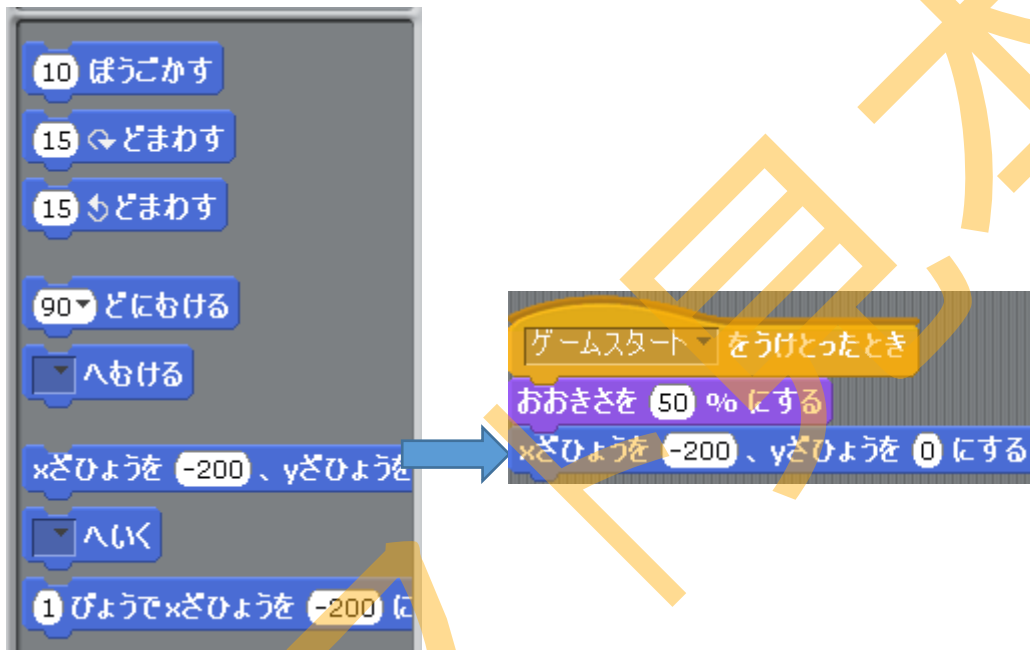 10 ぽうごかす
15 どまわす
15 どまわす
90 どにむける
へむける
xざひょうを -200 、yざひょうを
へいく
1 びょうでxざひょうを -200 に
ゲームスタート をうけとったとき
おおきさを 50 % にする
xざひょうを -200 、yざひょうを 0 にする